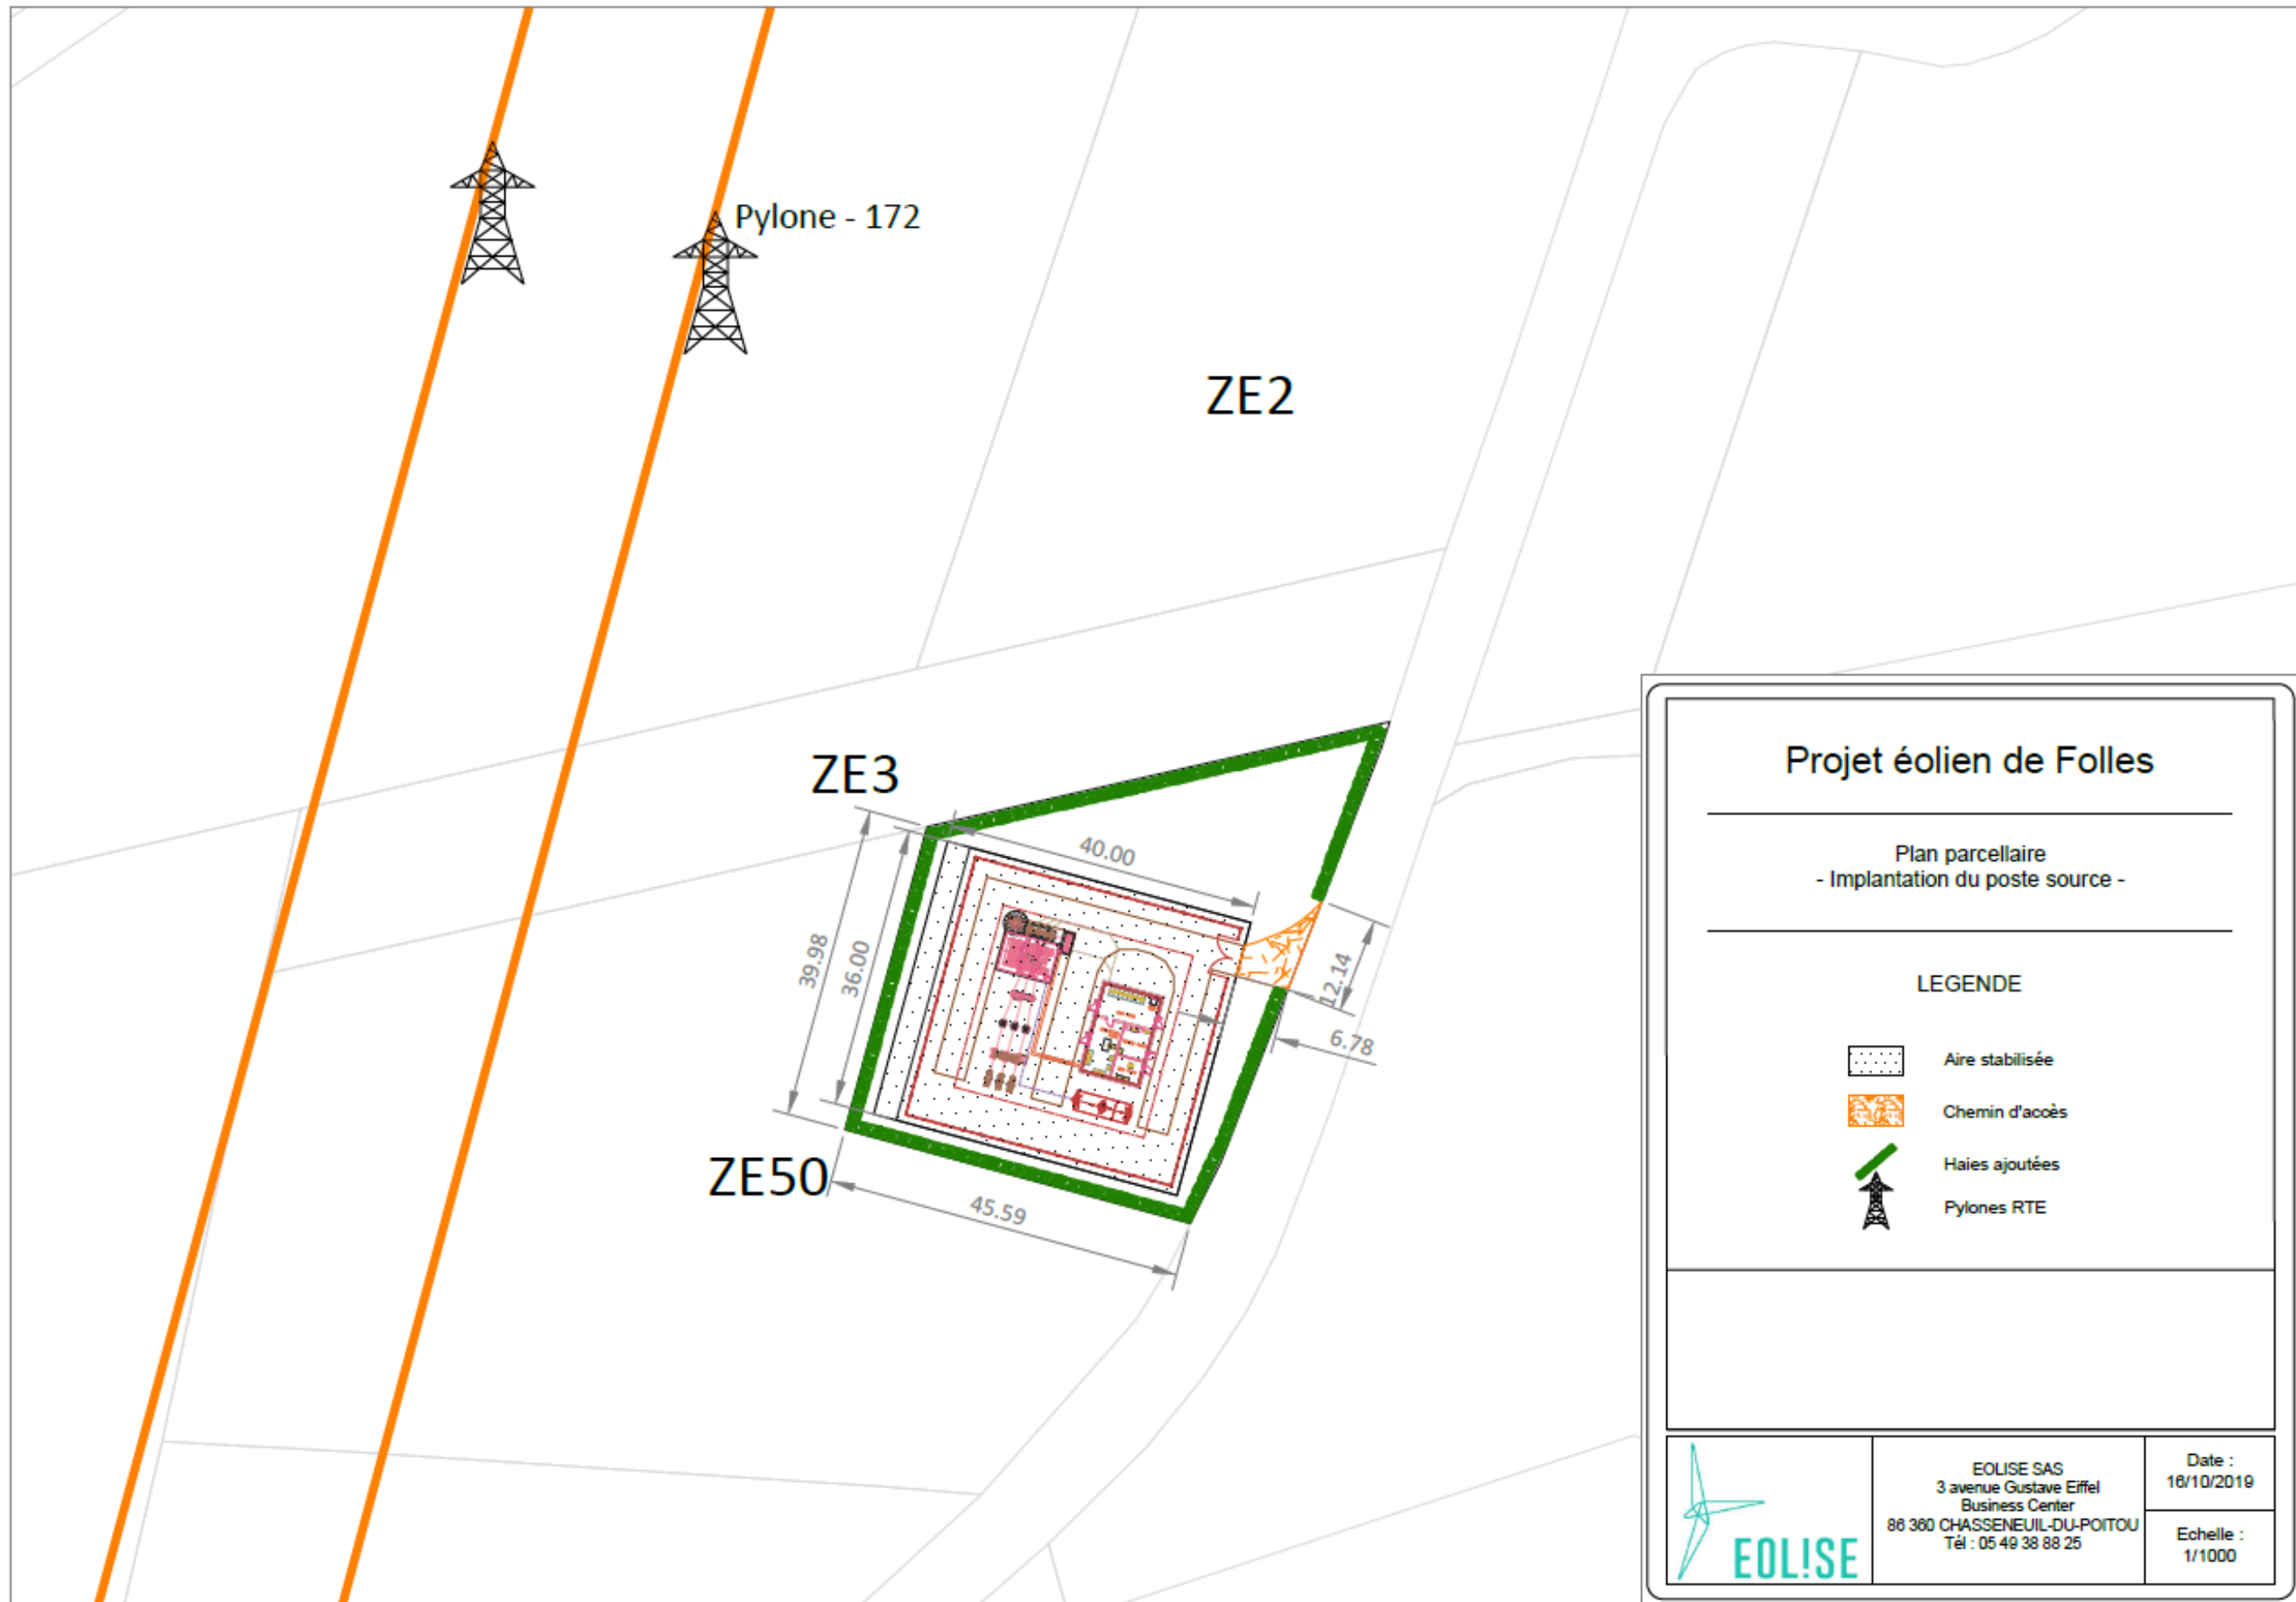 Pylone - 172
ZE2
ZE3
40.00
39.98
36.00
12.14
6.78
ZE50
45.59
Projet éolien de Folles
Plan parcellaire
- Implantation du poste source -
LEGENDE
Aire stabilisée
Chemin d'accès
Haies ajoutées
Pylones RTE
EOL!SE
EOLISE SAS
3 avenue Gustave Eiffel
Business Center
86 360 CHASSENEUIL-DU-POITOU
Tél : 05 49 38 88 25
Date :
16/10/2019
Echelle :
1/1000